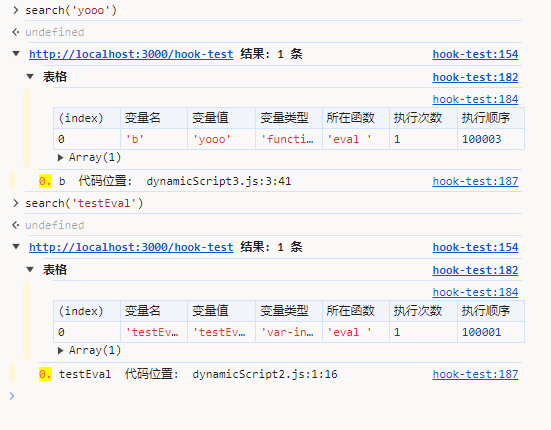 search('yooo')
undefined
http://localhost:3000/hook-test 结果: 1 条 hook-test:154
表格 hook-test:182
hook-test:184
(index) 变量名 变量值 变量类型 所在函数 执行次数 执行顺序
0 'b' 'yooo' 'functi… 'eval ' 1 100003
Array(1)
0. b 代码位置: dynamicScript3.js:3:41 hook-test:187
search('testEval')
undefined
http://localhost:3000/hook-test 结果: 1 条 hook-test:154
表格 hook-test:182
hook-test:184
(index) 变量名 变量值 变量类型 所在函数 执行次数 执行顺序
0 'testEv… 'testEv… 'var-in… 'eval ' 1 100001
Array(1)
0. testEval 代码位置: dynamicScript2.js:1:16 hook-test:187